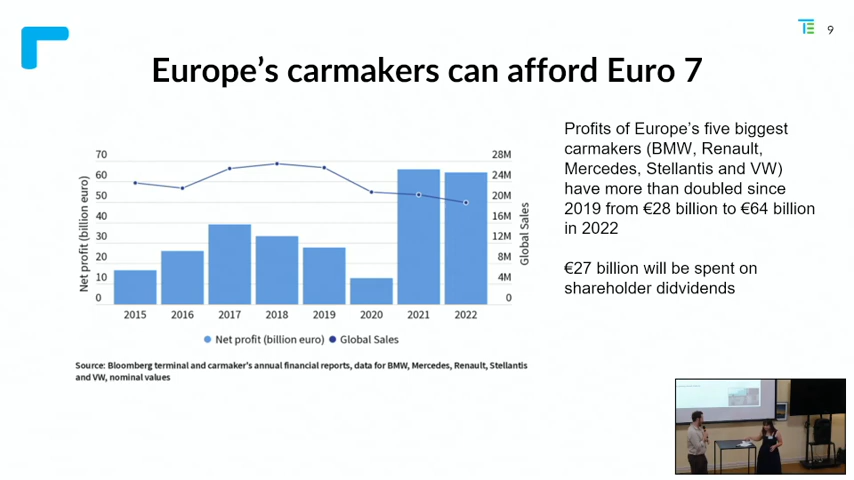 TE
9
Europe's carmakers can afford Euro 7
70
60
50
40
30
20
10
0
Net profit (billion euro)
28M
24M
20M
16M
12M
8M
4M
0
Global Sales
2015 2016 2017 2018 2019 2020 2021 2022
Net profit (billion euro) Global Sales
Source: Bloomberg terminal and carmaker's annual financial reports, data for BMW, Mercedes, Renault, Stellantis
and VW, nominal values
Profits of Europe's five biggest
carmakers (BMW, Renault,
Mercedes, Stellantis and VW)
have more than doubled since
2019 from €28 billion to €64 billion
in 2022
€27 billion will be spent on
shareholder didvidends